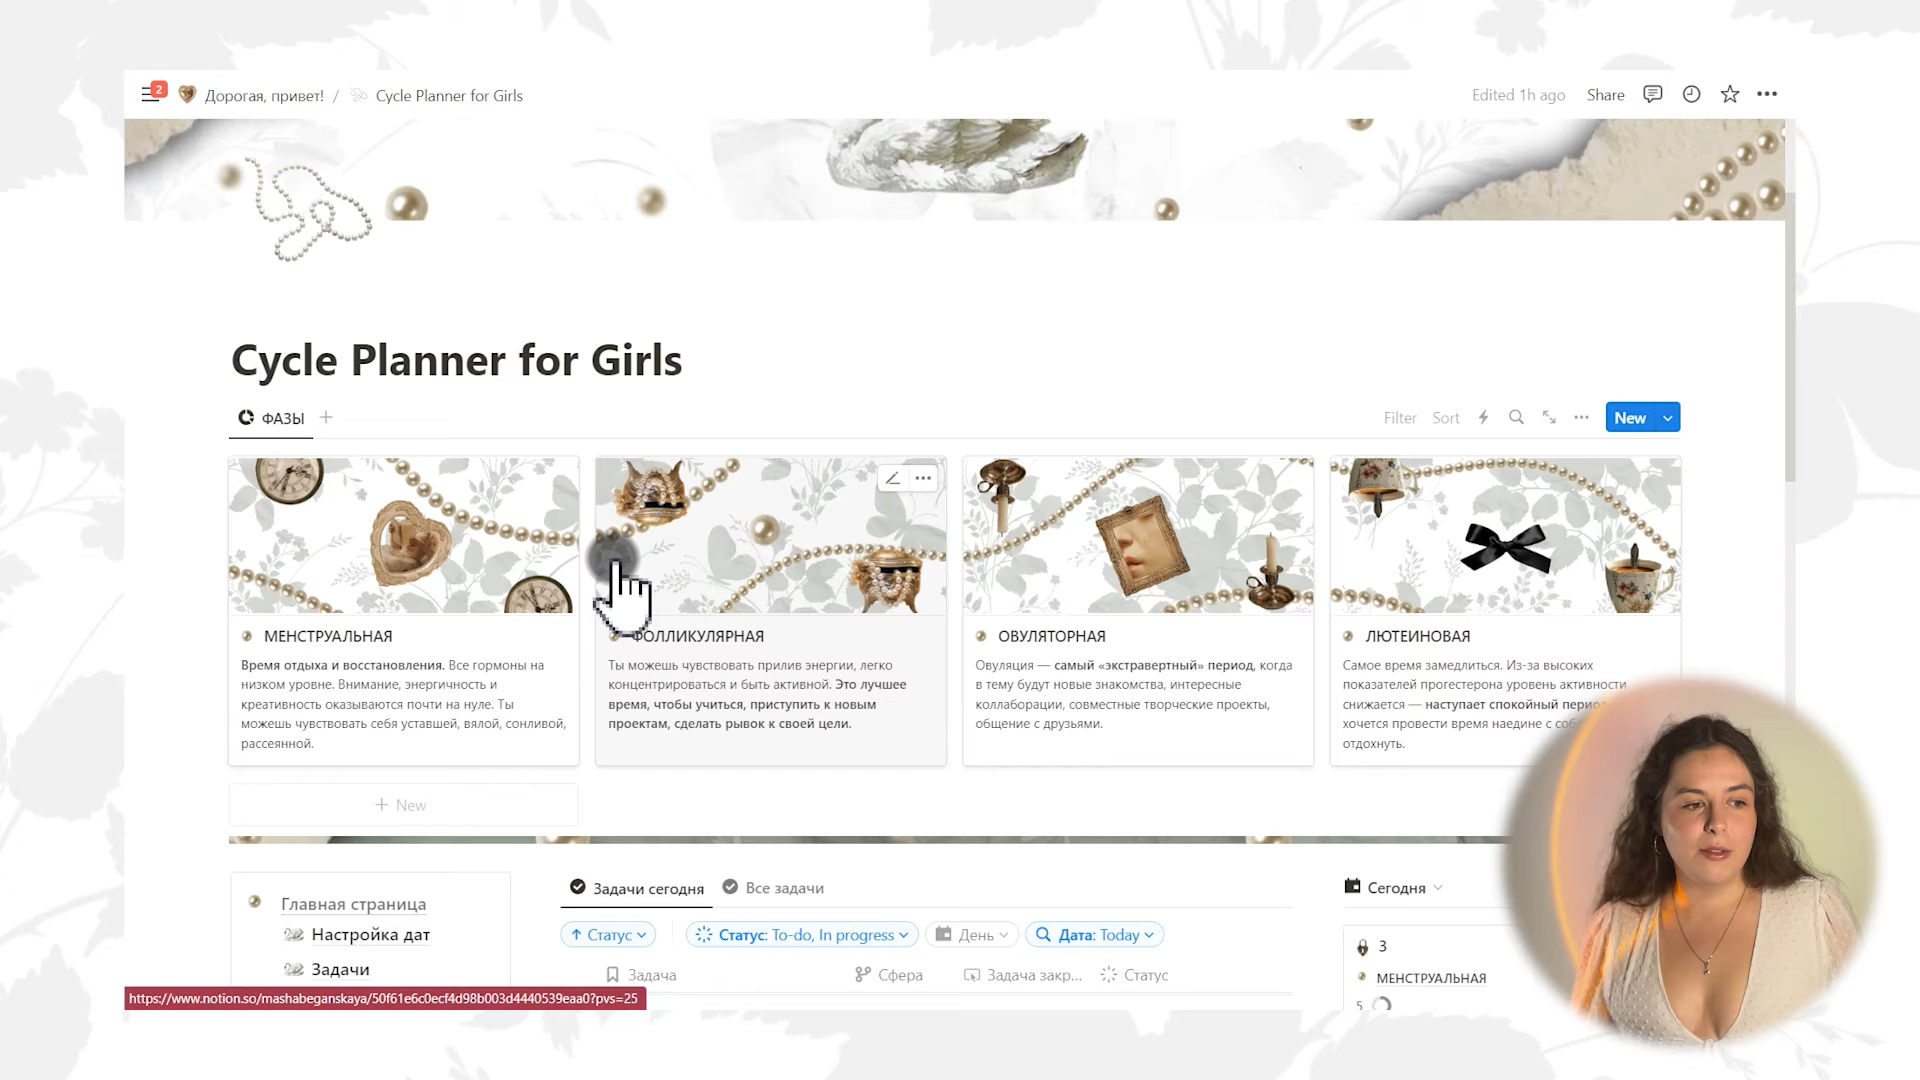 2
Дорогая, привет! / Cycle Planner for Girls
Edited 1h ago Share
Cycle Planner for Girls
ФАЗЫ
Filter Sort New
МЕНСТРУАЛЬНАЯ
Время отдыха и восстановления. Все гормоны на
низком уровне. Внимание, энергичность и
креативность оказываются почти на нуле. Ты
можешь чувствовать себя уставшей, вялой, сонливой,
рассеянной.
ФОЛЛИКУЛЯРНАЯ
Ты можешь чувствовать прилив энергии, легко
концентрироваться и быть активной. Это лучшее
время, чтобы учиться, приступить к новым
проектам, сделать рывок к своей цели.
ОВУЛЯТОРНАЯ
Овуляция — самый «экстравертный» период, когда
в тему будут новые знакомства, интересные
коллаборации, совместные творческие проекты,
общение с друзьями.
ЛЮТЕИНОВАЯ
Самое время замедлиться. Из-за высоких
показателей прогестерона уровень активности
снижается — наступает спокойный
хочется провести время наедине с
отдохнуть.
+ New
Главная страница
Настройка дат
Задачи
Задачи сегодня
Все задачи
Статус
Статус: To-do, In progress
День
Дата: Today
Задача
Сфера
Задача закр...
Статус
Сегодня
3
МЕНСТРУАЛЬНАЯ
5
https://www.notion.so/mashabeganskaya/50f61e6c0ecf4d98b003d4440539eaa0?pvs=25